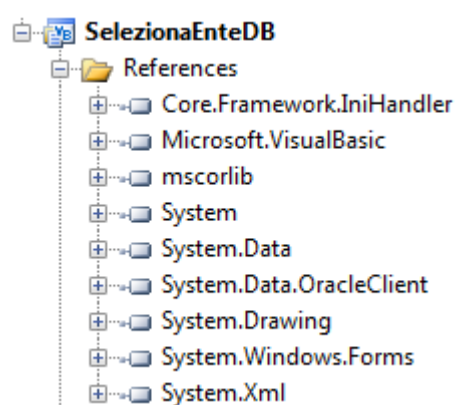 SelezionaEnteDB
References
Core.Framework.IniHandler
Microsoft.VisualBasic
mscorlib
System
System.Data
System.Data.OracleClient
System.Drawing
System.Windows.Forms
System.Xml